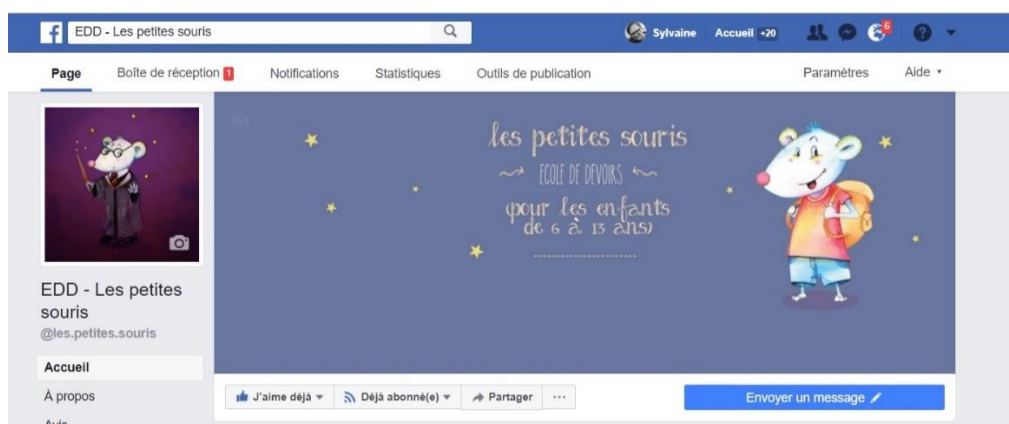 EDD - Les petites souris
Sylvaine
Accueil +20
6
Page
Boîte de réception 1
Notifications
Statistiques
Outils de publication
Paramètres
Aide
les petites souris
ECOLE DE DEVOIRS
(pour les enfants
de 6 à 13 ans)
EDD - Les petites
souris
@les.petites.souris
Accueil
À propos
Avis
J'aime déjà
Déjà abonné(e)
Partager
Envoyer un message